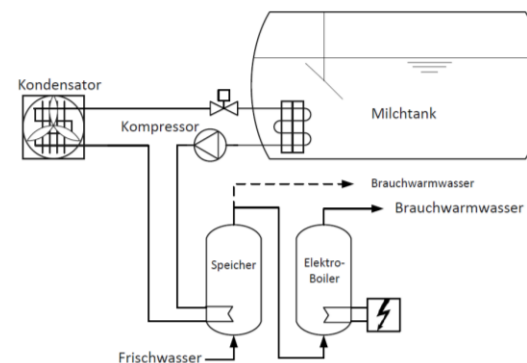 Kondensator
Kompressor
Milchtank
Brauchwarmwasser
Brauchwarmwasser
Speicher
Elektro-
Boiler
Frischwasser